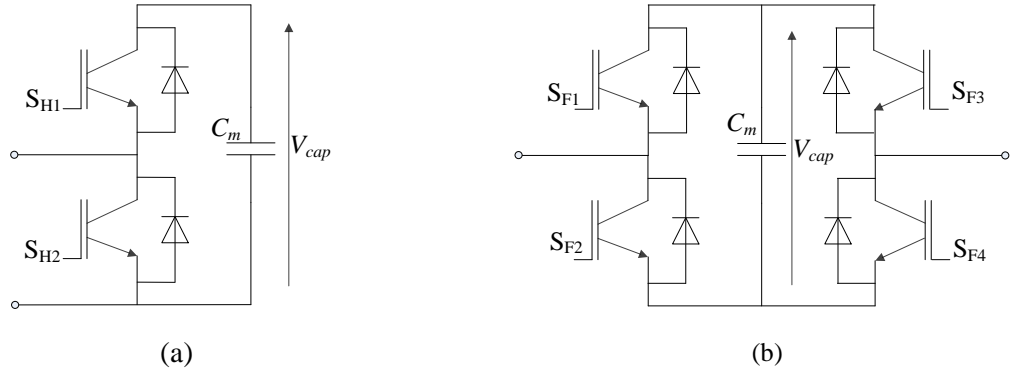 S_H1
C_m
V_cap
S_H2
(a)
S_F1
S_F3
C_m
V_cap
S_F2
S_F4
(b)